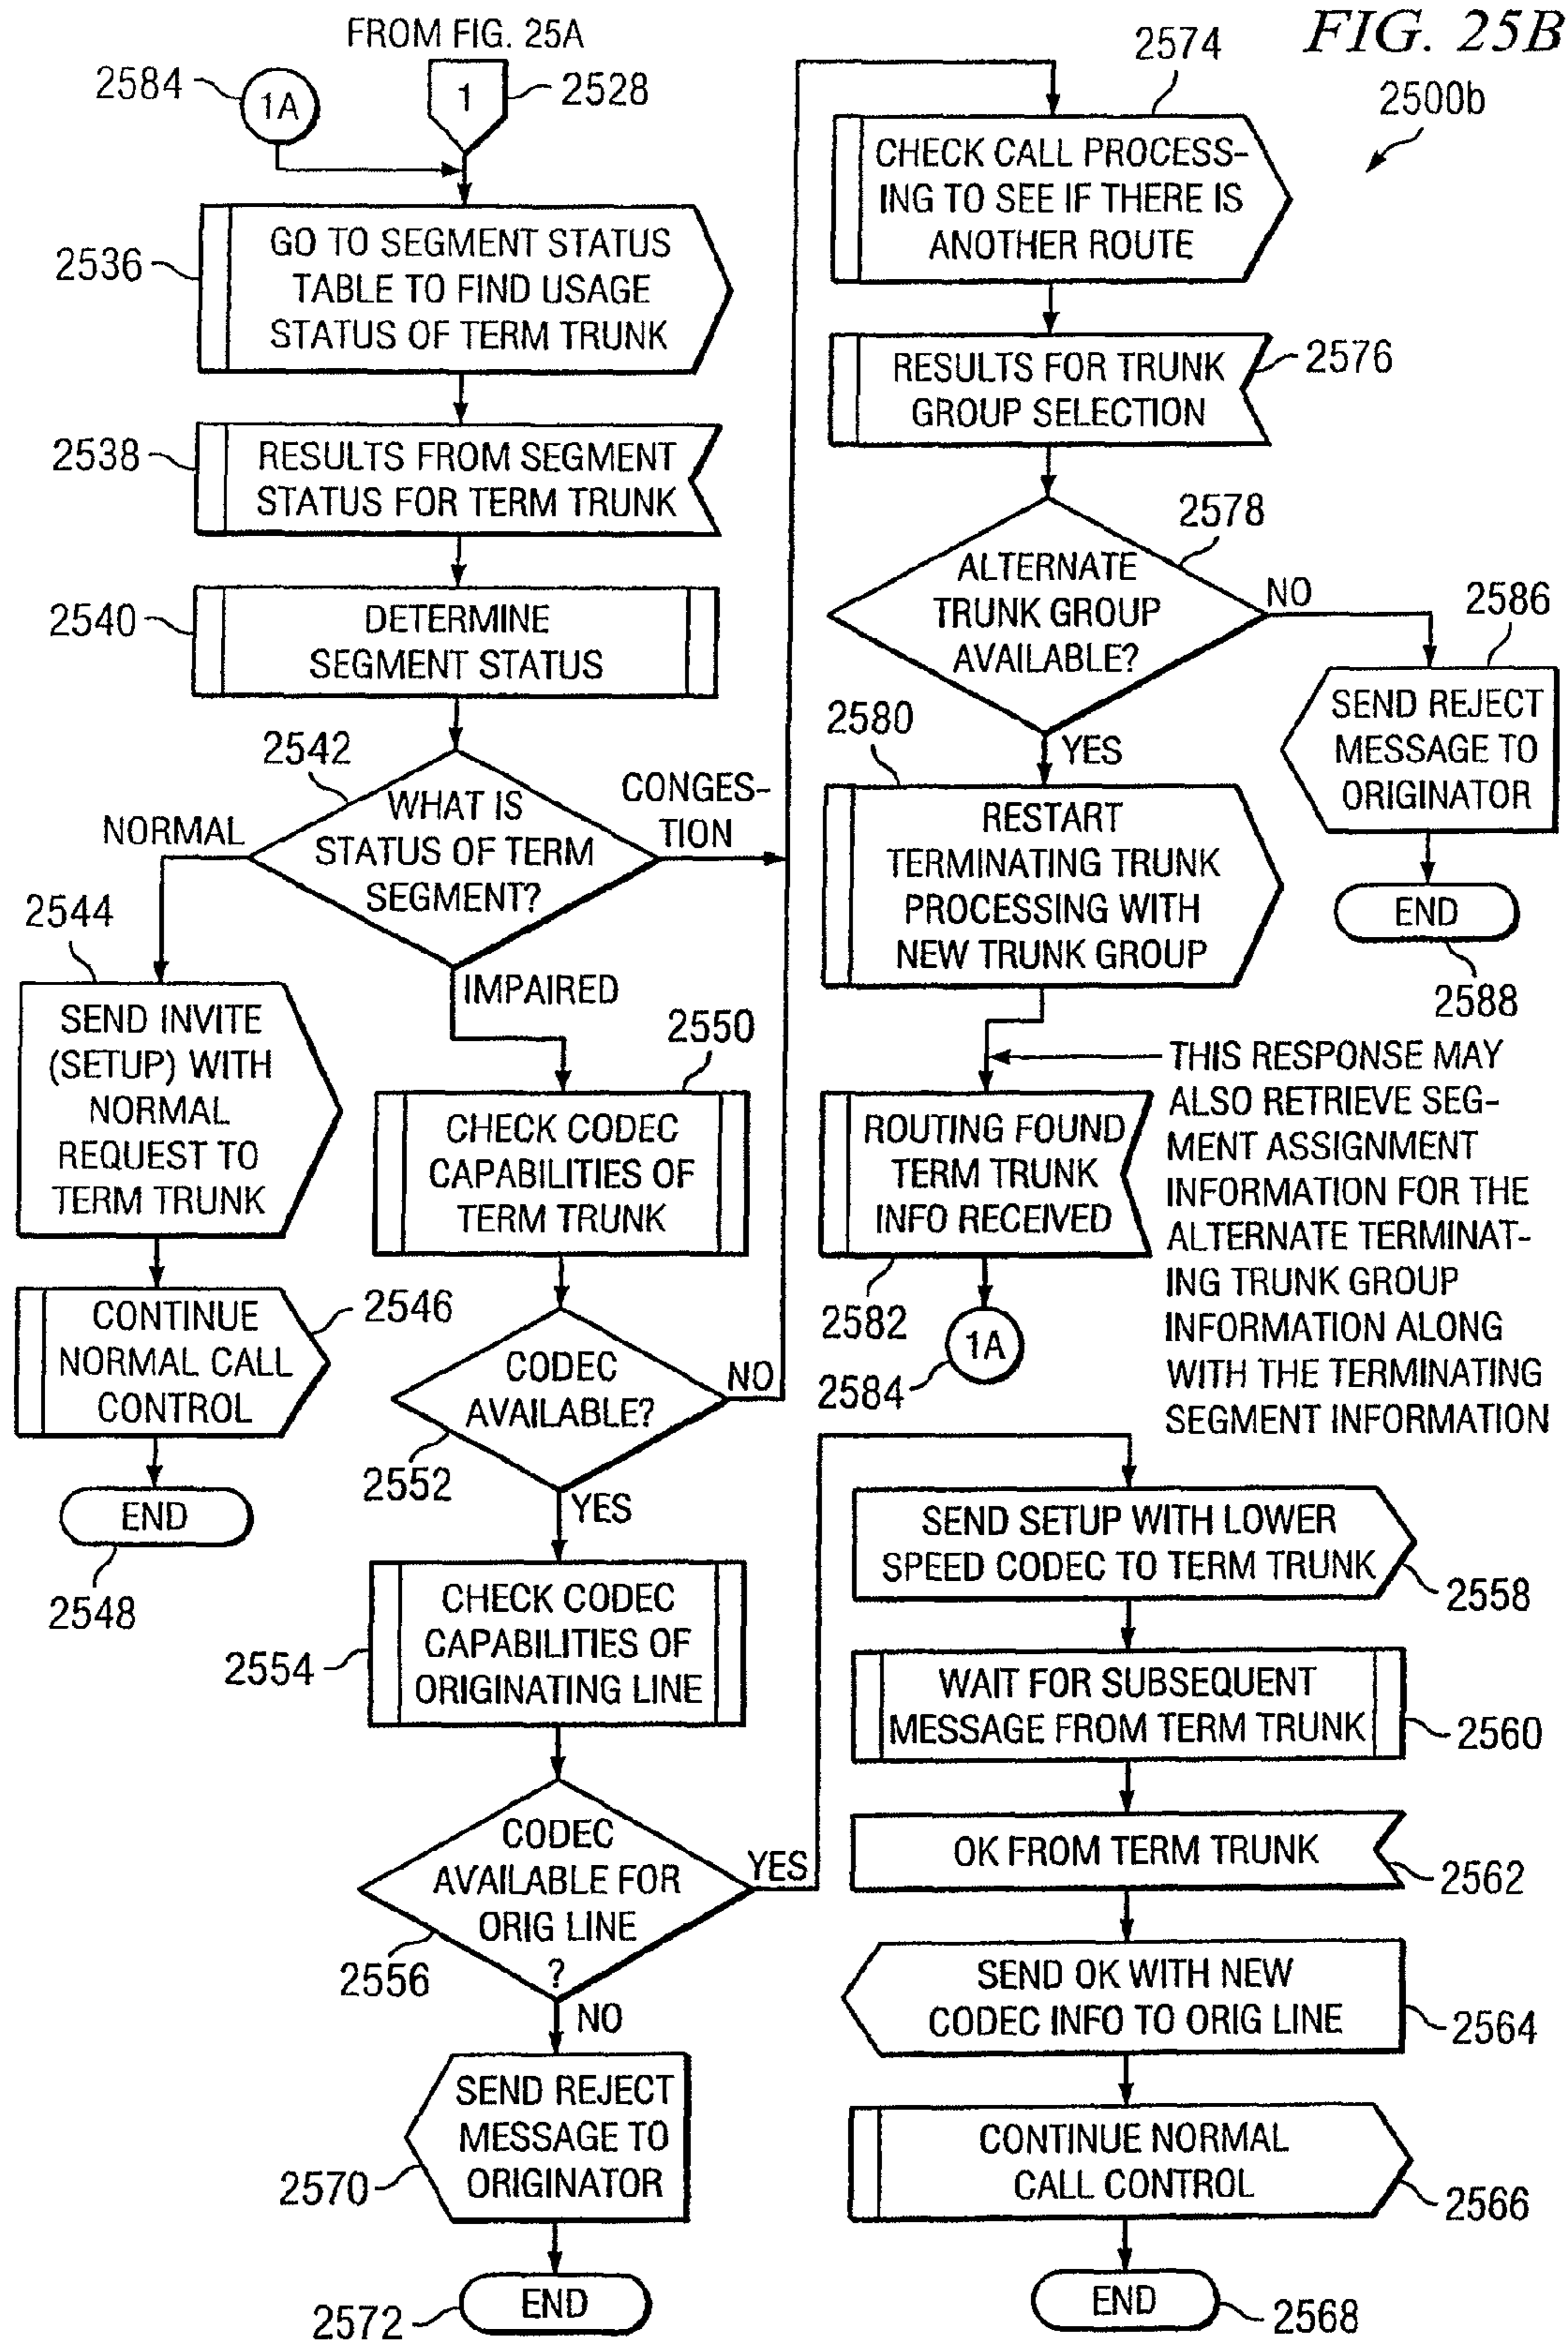 FIG. 25B
2500b
FROM FIG. 25A
2584
1A
1
2528
2536
GO TO SEGMENT STATUS
TABLE TO FIND USAGE
STATUS OF TERM TRUNK
2538
RESULTS FROM SEGMENT
STATUS FOR TERM TRUNK
2540
DETERMINE
SEGMENT STATUS
2542
WHAT IS
STATUS OF TERM
SEGMENT?
NORMAL
CONGES-
TION
IMPAIRED
2544
SEND INVITE
(SETUP) WITH
NORMAL
REQUEST TO
TERM TRUNK
2546
CONTINUE
NORMAL CALL
CONTROL
END
2548
2550
CHECK CODEC
CAPABILITIES OF
TERM TRUNK
CODEC
AVAILABLE?
NO
2552
YES
2554
CHECK CODEC
CAPABILITIES OF
ORIGINATING LINE
CODEC
AVAILABLE FOR
ORIG LINE
?
YES
2556
NO
SEND REJECT
MESSAGE TO
ORIGINATOR
2570
END
2572
2574
CHECK CALL PROCESS-
ING TO SEE IF THERE IS
ANOTHER ROUTE
2576
RESULTS FOR TRUNK
GROUP SELECTION
2578
ALTERNATE
TRUNK GROUP
AVAILABLE?
NO
2586
SEND REJECT
MESSAGE TO
ORIGINATOR
END
2588
YES
2580
RESTART
TERMINATING TRUNK
PROCESSING WITH
NEW TRUNK GROUP
THIS RESPONSE MAY
ALSO RETRIEVE SEG-
MENT ASSIGNMENT
INFORMATION FOR THE
ALTERNATE TERMINAT-
ING TRUNK GROUP
INFORMATION ALONG
WITH THE TERMINATING
SEGMENT INFORMATION
ROUTING FOUND
TERM TRUNK
INFO RECEIVED
2582
1A
2584
SEND SETUP WITH LOWER
SPEED CODEC TO TERM TRUNK
2558
WAIT FOR SUBSEQUENT
MESSAGE FROM TERM TRUNK
2560
OK FROM TERM TRUNK
2562
SEND OK WITH NEW
CODEC INFO TO ORIG LINE
2564
CONTINUE NORMAL
CALL CONTROL
2566
END
2568